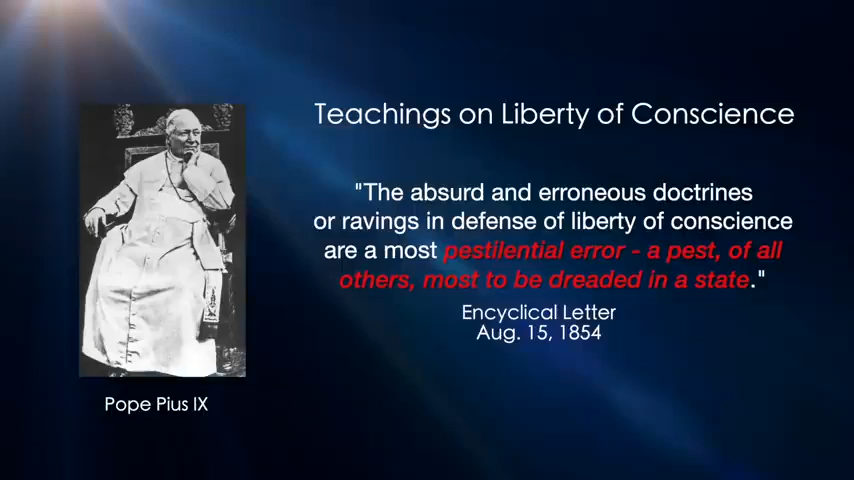 Teachings on Liberty of Conscience
"The absurd and erroneous doctrines
or ravings in defense of liberty of conscience
are a most pestilential error - a pest, of all
others, most to be dreaded in a state."
Encyclical Letter
Aug. 15, 1854
Pope Pius IX